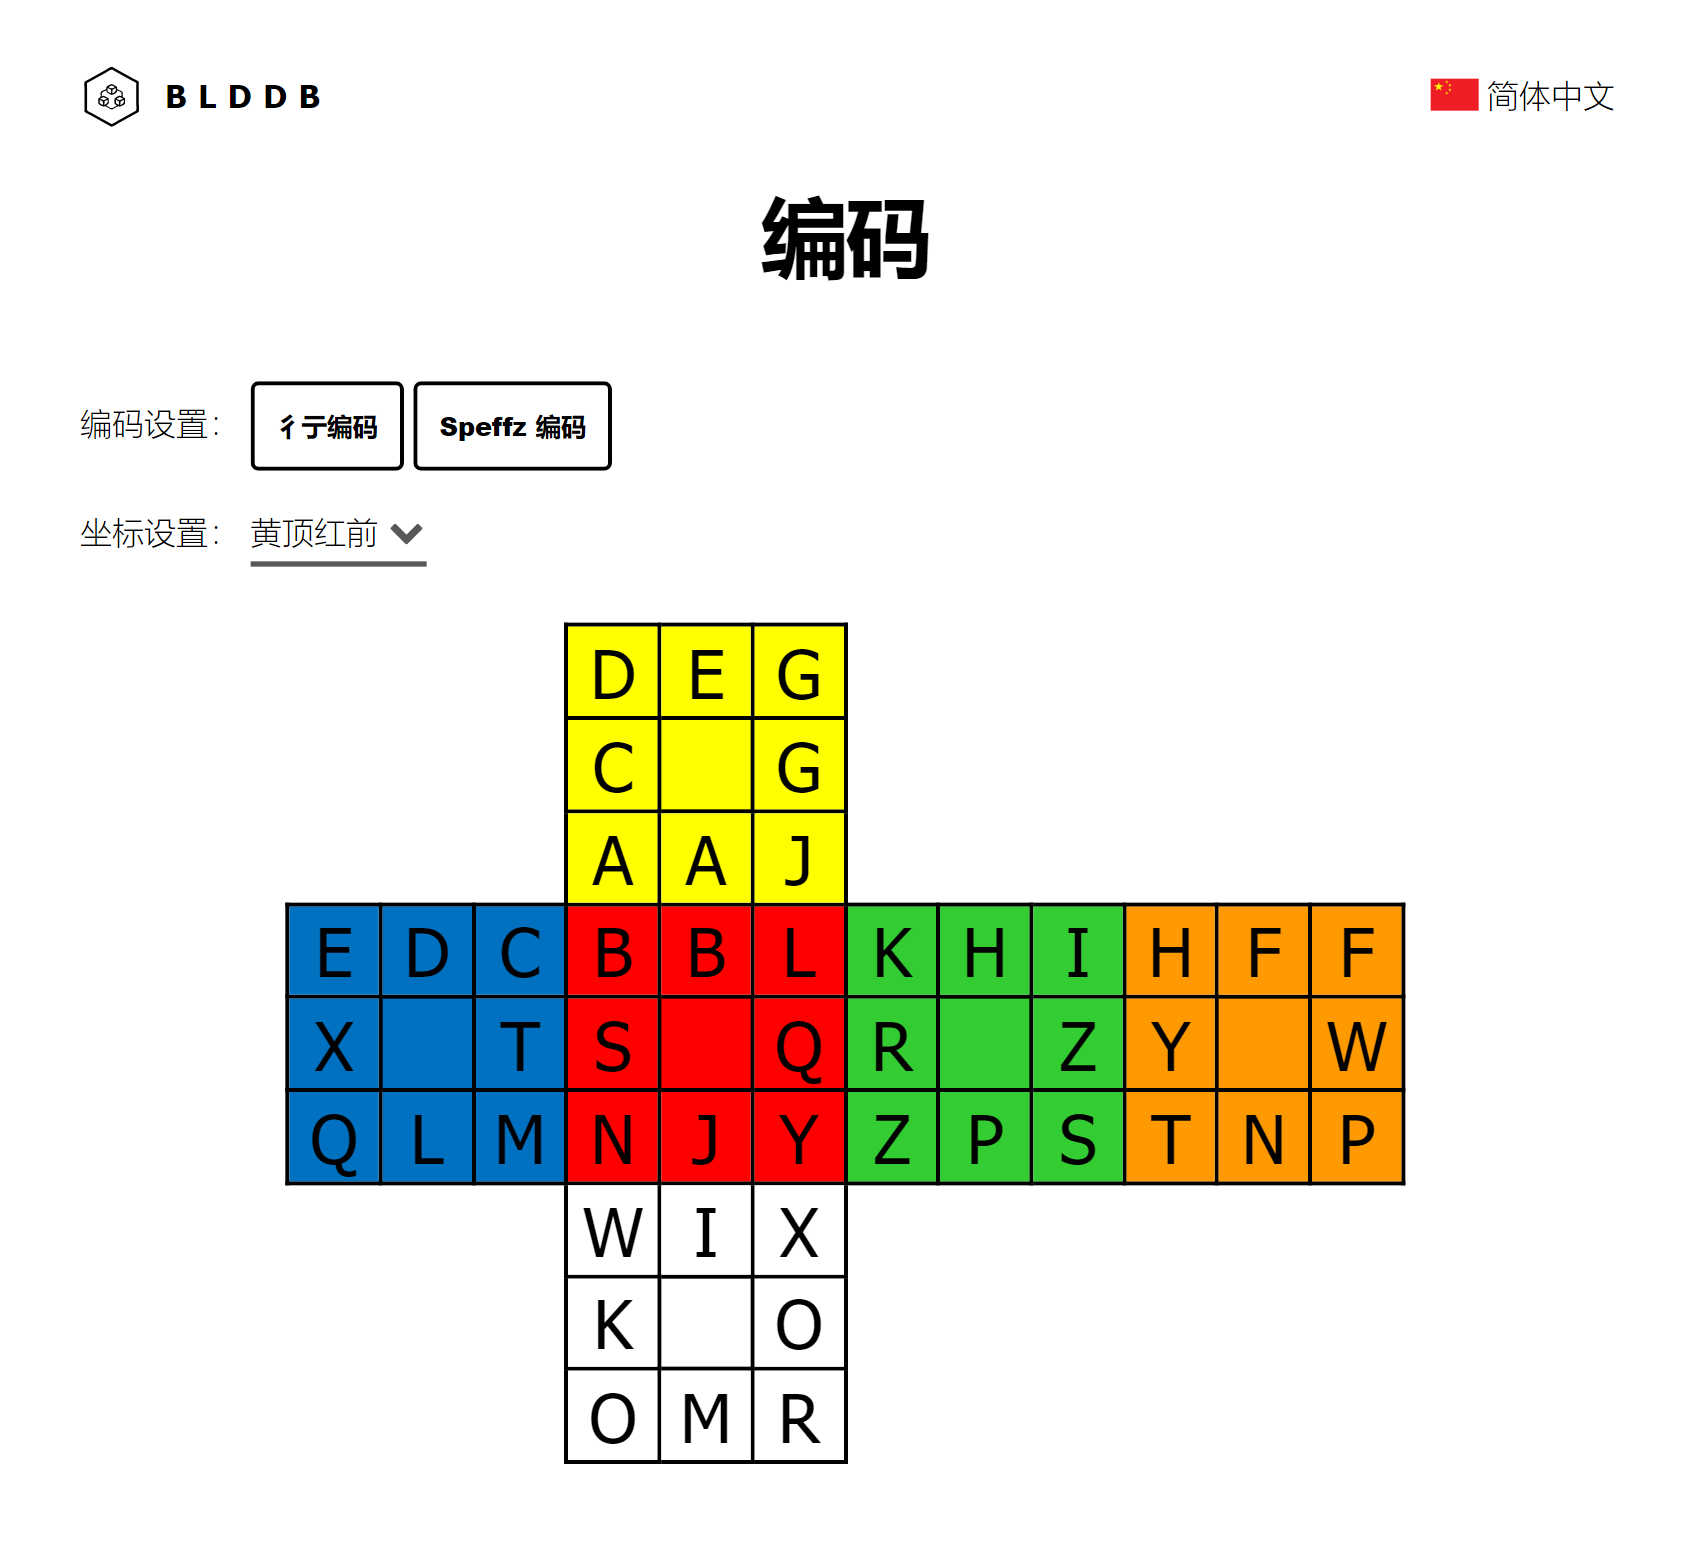 BLDDB
简体中文
编码
编码设置： 彳亍编码 Speffz 编码
坐标设置： 黄顶红前
D E G
C G
A A J
E D C B B L K H I H F F
X T S Q R Z Y W
Q L M N J Y Z P S T N P
W I X
K O
O M R